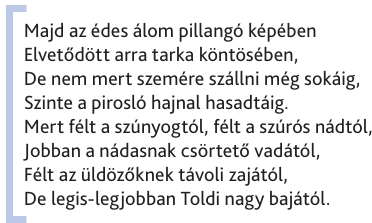 Majd az édes álom pillangó képében
Elvetődött arra tarka köntösében,
De nem mert szemére szállni még sokáig,
Szinte a pirosló hajnal hasadtáig.
Mert félt a szúnyogtól, félt a szúrós nádtól,
Jobban a nádasnak csörtető vadától,
Félt az üldözőknek távoli zajától,
De legis-legjobban Toldi nagy bajától.